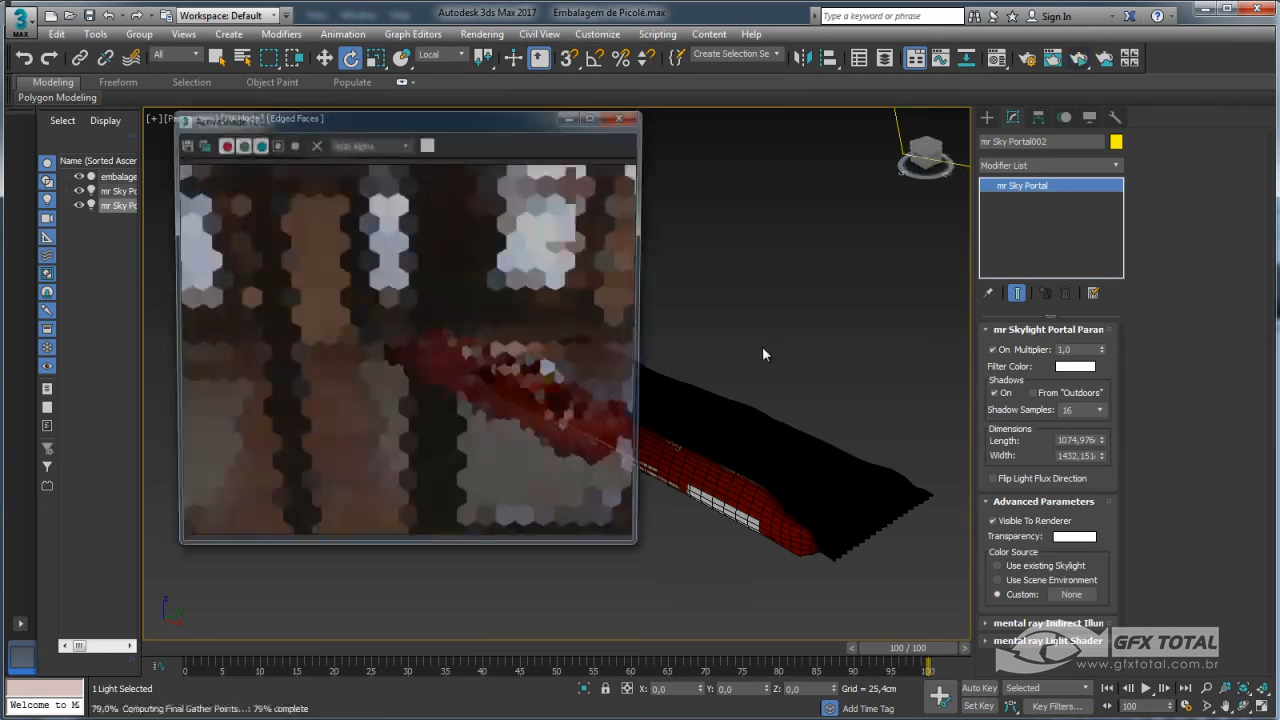 MAX
Workspace: Default
Autodesk 3ds Max 2017
Embalagem de Picolé.max
Type a keyword or phrase
Sign In
Edit
Tools
Group
Views
Create
Modifiers
Animation
Graph Editors
Rendering
Civil View
Customize
Scripting
Content
Help
All
Local
Create Selection Se
Modeling
Freeform
Selection
Object Paint
Populate
Polygon Modeling
Select
Display
Name (Sorted Ascen
embalage
mr Sky Po
mr Sky Po
[Edged Faces ]
RGB Alpha
mr Sky Portal002
Modifier List
mr Sky Portal
mr Skylight Portal Paran
On Multiplier: 1,0
Filter Color:
Shadows
On
From "Outdoors"
Shadow Samples: 16
Dimensions
Length: 1074,976
Width: 1432,151
Flip Light Flux Direction
Advanced Parameters
Visible To Renderer
Transparency:
Color Source
Use existing Skylight
Use Scene Environment
Custom: None
mental ray Indirect Illum
mental ray Light Shader
GFX TOTAL
www.gfxtotal.com.br
z
y
100 / 100
0 5 10 15 20 25 30 35 40 45 50 55 60 65 70 75 80 85 90 95 100
1 Light Selected
X: 0,0
Y: 0,0
Z: 0,0
Grid = 25,4cm
Auto Key
Selected
Welcome to M
79.0% Computing Final Gather Points...: 79% complete
Add Time Tag
Set Key
Key Filters...
100